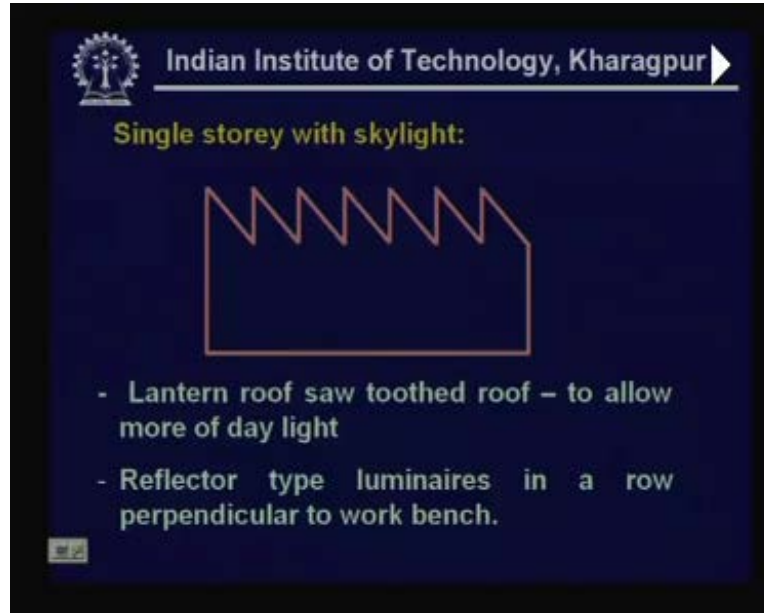 Indian Institute of Technology, Kharagpur
Single storey with skylight:
- Lantern roof saw toothed roof – to allow
more of day light
- Reflector type luminaires in a row
perpendicular to work bench.